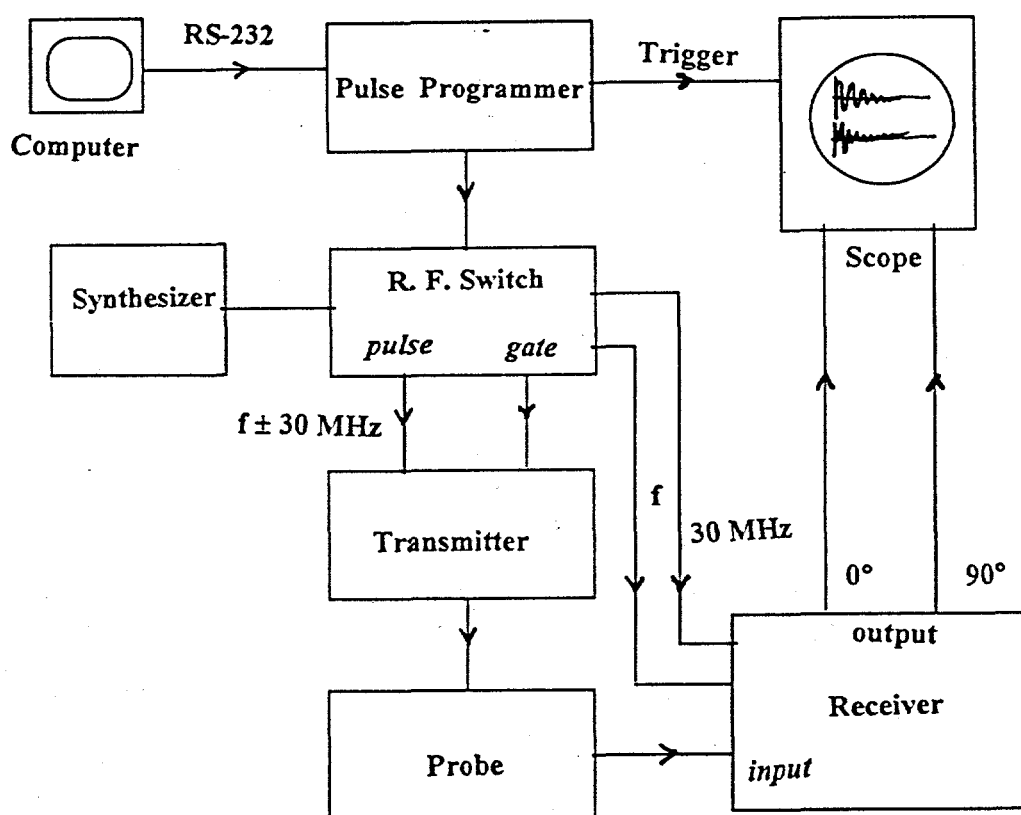 RS-232
Computer
Pulse Programmer
Trigger
Scope
Synthesizer
R. F. Switch
pulse
gate
f ± 30 MHz
Transmitter
f
30 MHz
0°
90°
output
Receiver
input
Probe